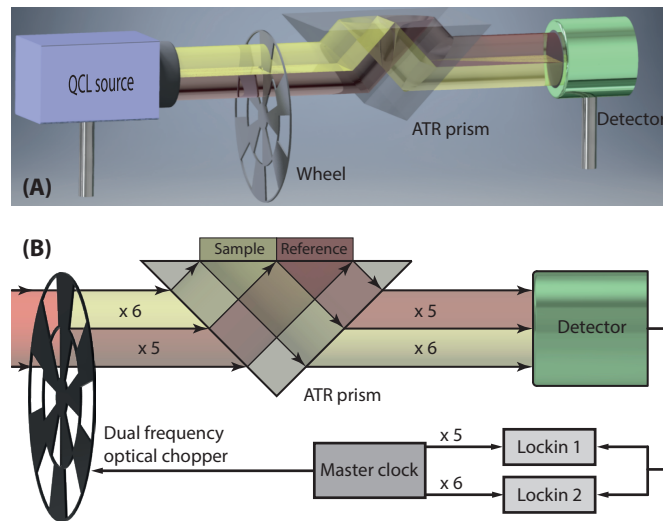 QCL source
ATR prism
Detector
Wheel
(A)
(B)
Sample
Reference
x 6
x 5
x 5
x 6
Detector
ATR prism
Dual frequency
optical chopper
Master clock
x 5
x 6
Lockin 1
Lockin 2